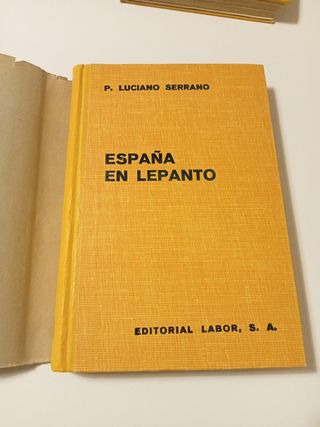 P. LUCIANO SERRANO
ESPAÑA
EN LEPANTO
EDITORIAL LABOR, S. A.